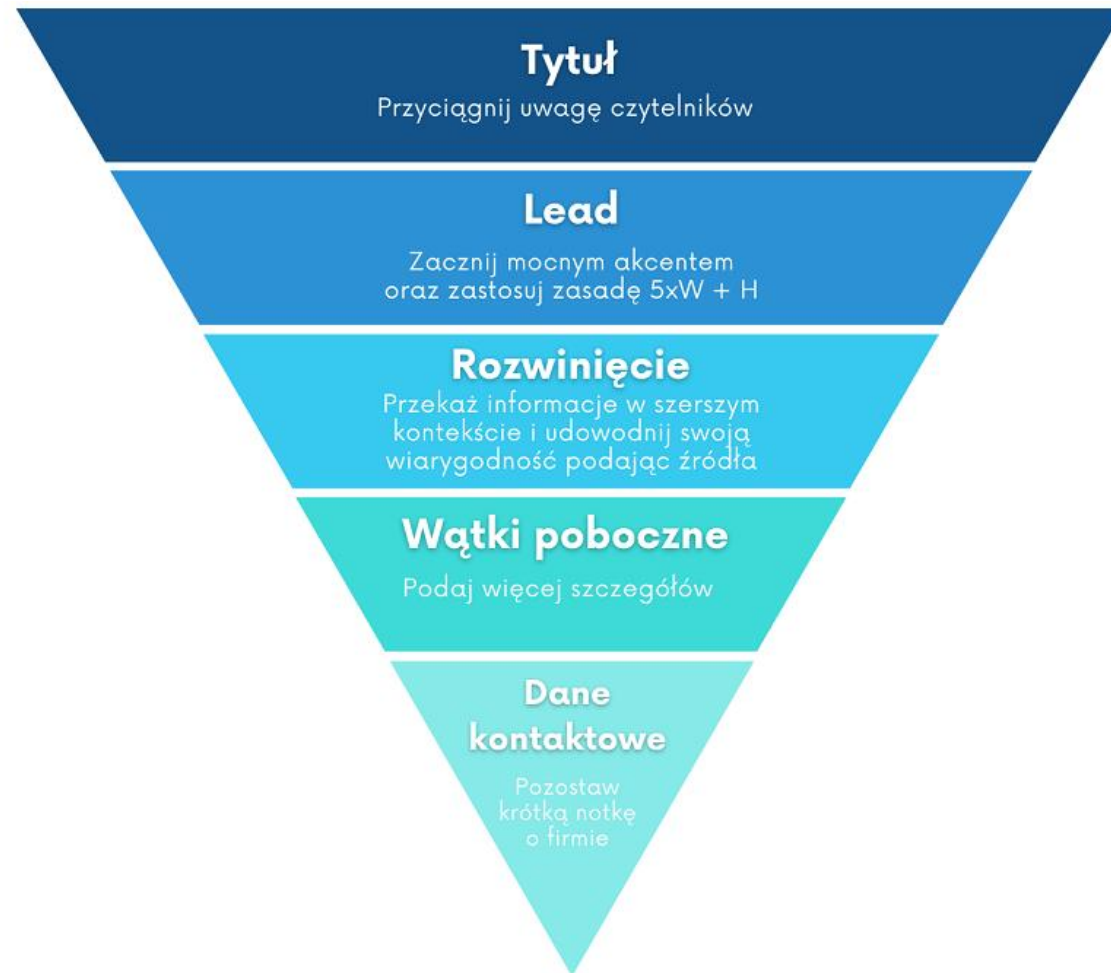 Tytuł
Przyciągnij uwagę czytelników
Lead
Zacznij mocnym akcentem
oraz zastosuj zasadę 5xW + H
Rozwinięcie
Przekaż informacje w szerszym
kontekście i udowodnij swoją
wiarygodność podając źródła
Wątki poboczne
Podaj więcej szczegółów
Dane
kontaktowe
Pozostaw
krótką notkę
o firmie